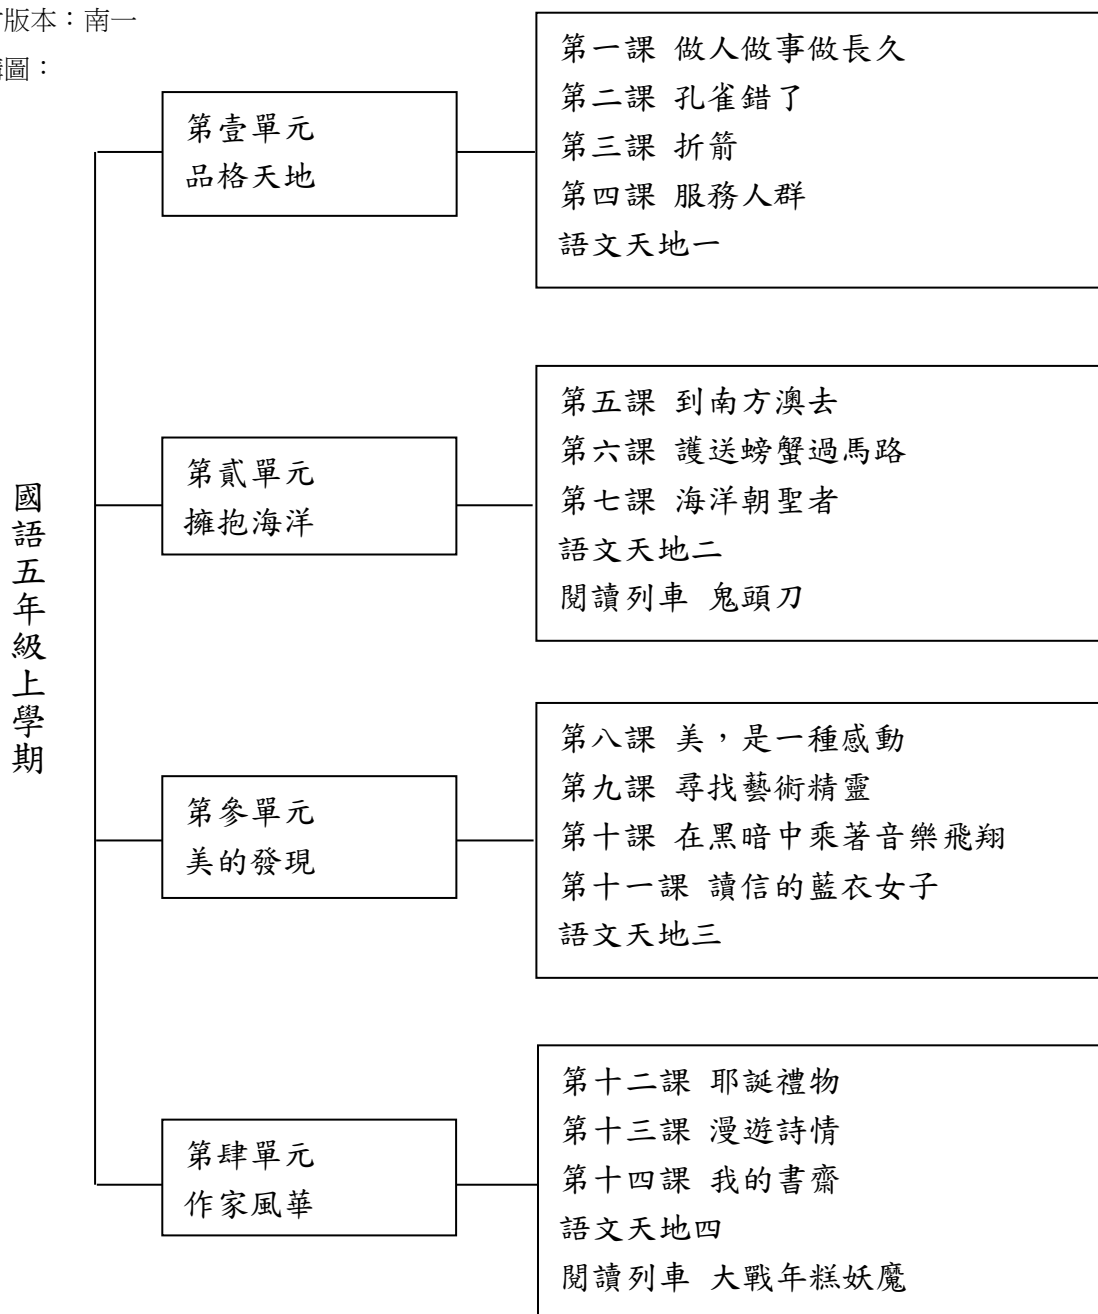 版本：南一
構圖：
國語五年級上學期
第壹單元
品格天地
第一課 做人做事做長久
第二課 孔雀錯了
第三課 折箭
第四課 服務人群
語文天地一
第貳單元
擁抱海洋
第五課 到南方澳去
第六課 護送螃蟹過馬路
第七課 海洋朝聖者
語文天地二
閱讀列車 鬼頭刀
第參單元
美的發現
第八課 美，是一種感動
第九課 尋找藝術精靈
第十課 在黑暗中乘著音樂飛翔
第十一課 讀信的藍衣女子
語文天地三
第肆單元
作家風華
第十二課 耶誕禮物
第十三課 漫遊詩情
第十四課 我的書齋
語文天地四
閱讀列車 大戰年糕妖魔